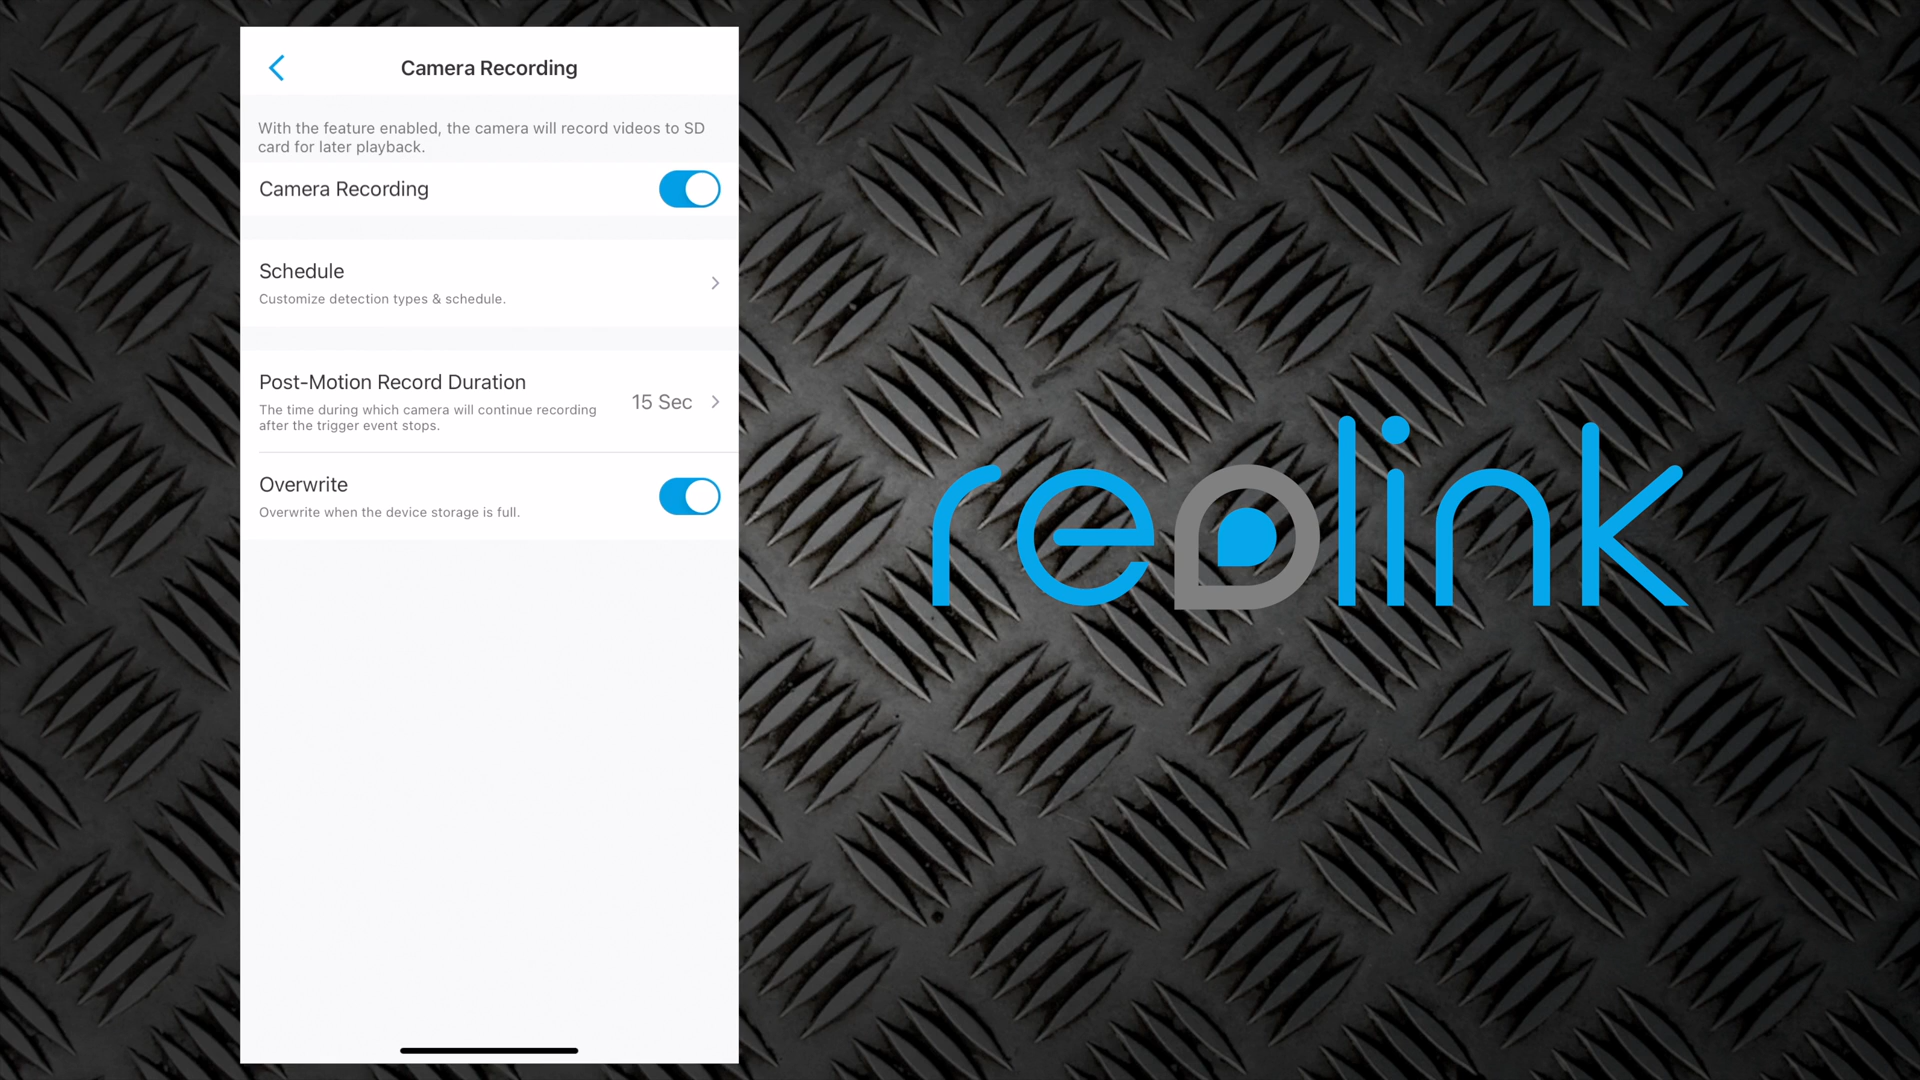 Camera Recording
With the feature enabled, the camera will record videos to SD
card for later playback.
Camera Recording
Schedule
Customize detection types & schedule.
Post-Motion Record Duration
The time during which camera will continue recording
after the trigger event stops.
15 Sec
Overwrite
Overwrite when the device storage is full.
reolink